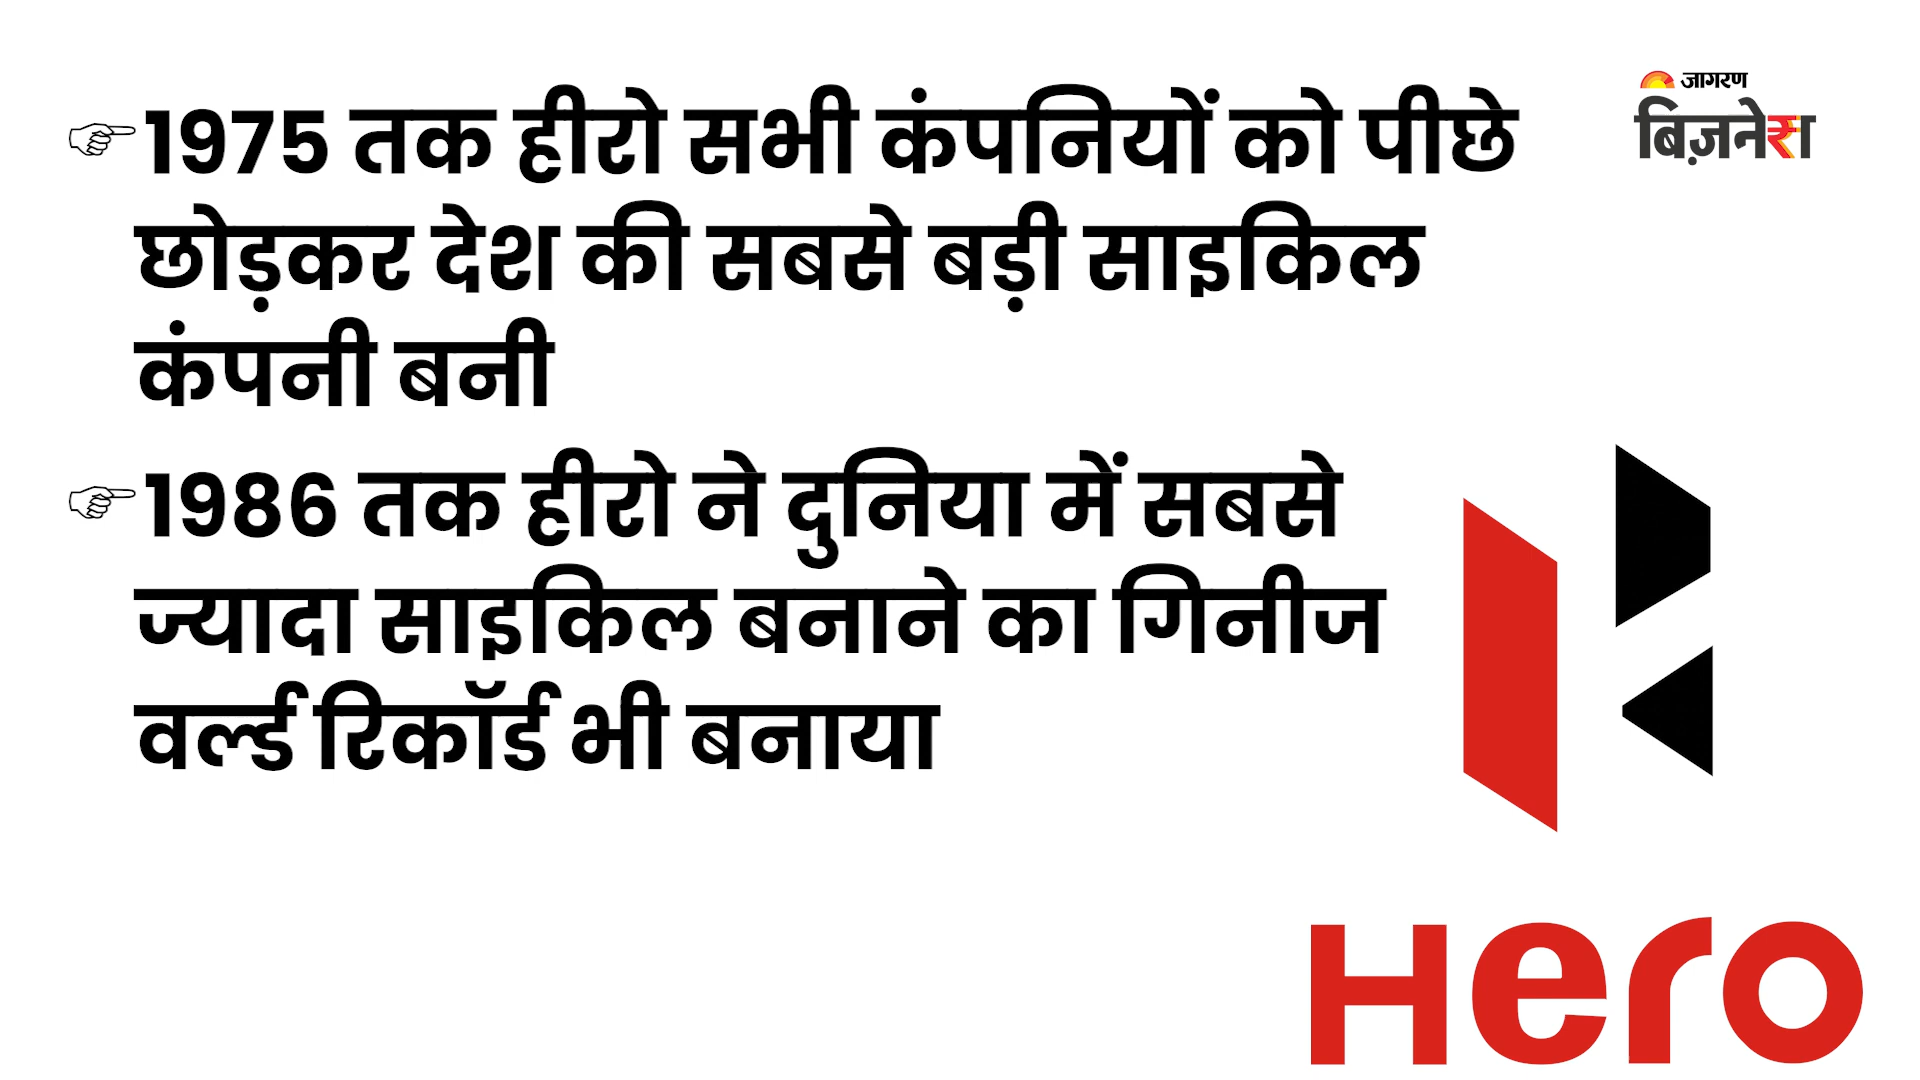 ☞1975 तक हीरो सभी कंपनियों को पीछे
छोड़कर देश की सबसे बड़ी साइकिल
कंपनी बनी
☞1986 तक हीरो ने दुनिया में सबसे
ज्यादा साइकिल बनाने का गिनीज
वर्ल्ड रिकॉर्ड भी बनाया
जागरण
बिज़नेस
Hero